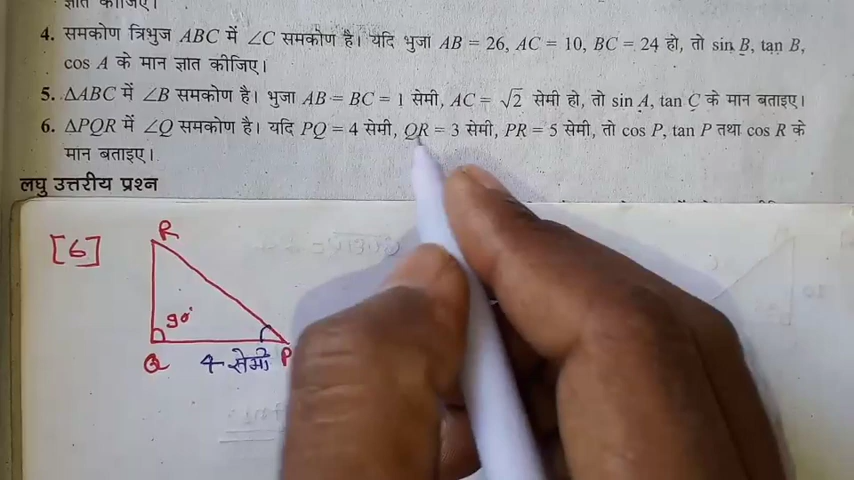 ज्ञात कीजिए।
4. समकोण त्रिभुज ABC में ∠C समकोण है। यदि भुजा AB = 26, AC = 10, BC = 24 हो, तो sin B, tan B,
cos A के मान ज्ञात कीजिए।
5. ΔABC में ∠B समकोण है। भुजा AB = BC = 1 सेमी, AC = √2 सेमी हो, तो sin A, tan C के मान बताइए।
6. ΔPQR में ∠Q समकोण है। यदि PQ = 4 सेमी, QR = 3 सेमी, PR = 5 सेमी, तो cos P, tan P तथा cos R के
मान बताइए।
लघु उत्तरीय प्रश्न
[6]
R
90°
Q
4 सेमी
P